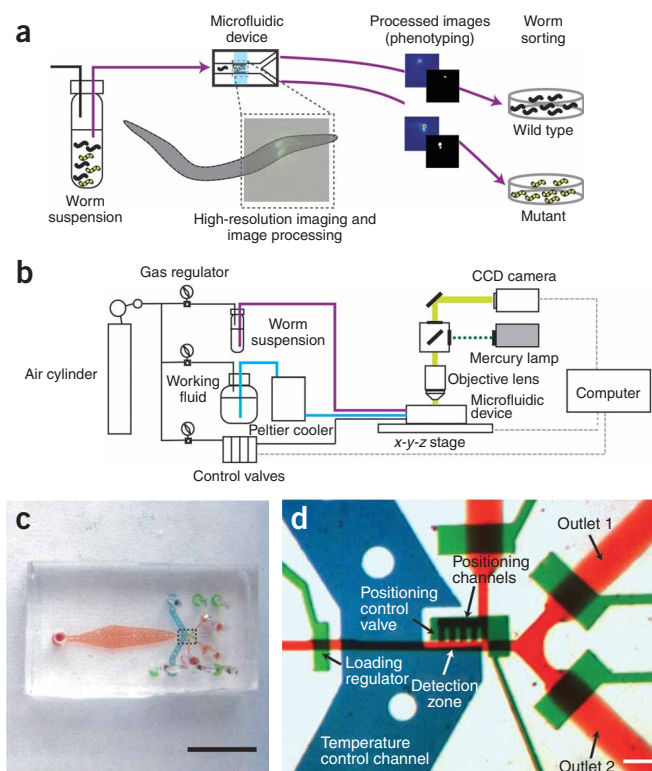 a
Microfluidic
device
Processed images
(phenotyping)
Worm
sorting
Wild type
Worm
suspension
High-resolution imaging and
image processing
Mutant
b
Gas regulator
CCD camera
Worm
suspension
Mercury lamp
Air cylinder
Working
fluid
Objective lens
Microfluidic
device
Computer
Peltier cooler
x-y-z stage
Control valves
c
d
Outlet 1
Positioning
channels
Positioning
control
valve
Loading
regulator
Detection
zone
Temperature
control channel
Outlet 2